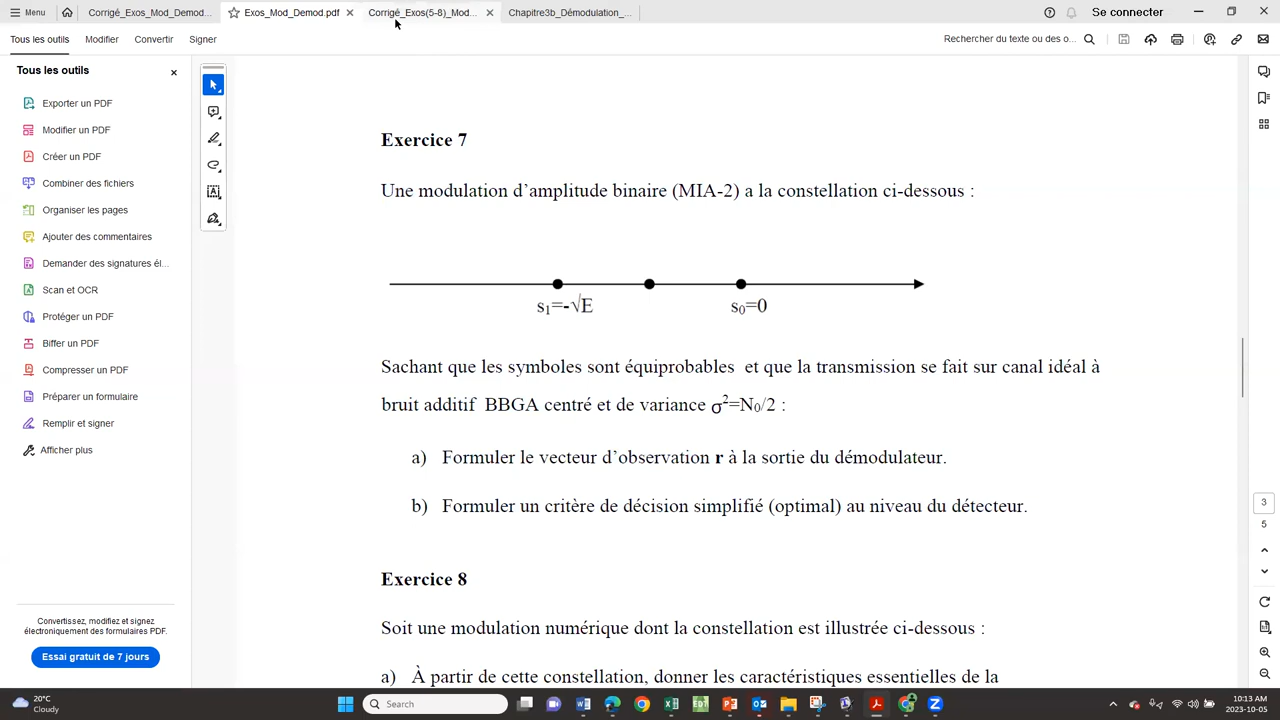 Menu
Corrigé_Exos_Mod_Demod...
Exos_Mod_Demod.pdf
Corrigé_Exos(5-8)_Mod...
Chapitre3b_Démodulation_...
Se connecter
Tous les outils
Modifier
Convertir
Signer
Rechercher du texte ou des o...
Tous les outils
Exporter un PDF
Modifier un PDF
Créer un PDF
Combiner des fichiers
Organiser les pages
Ajouter des commentaires
Demander des signatures él...
Scan et OCR
Protéger un PDF
Biffer un PDF
Compresser un PDF
Préparer un formulaire
Remplir et signer
Afficher plus
Convertissez, modifiez et signez
électroniquement des formulaires PDF.
Essai gratuit de 7 jours
Exercice 7
Une modulation d'amplitude binaire (MIA-2) a la constellation ci-dessous :
s₁=-√E
s₀=0
Sachant que les symboles sont équiprobables et que la transmission se fait sur canal idéal à
bruit additif BBGA centré et de variance σ²=N₀/2 :
a) Formuler le vecteur d'observation r à la sortie du démodulateur.
b) Formuler un critère de décision simplifié (optimal) au niveau du détecteur.
Exercice 8
Soit une modulation numérique dont la constellation est illustrée ci-dessous :
a) À partir de cette constellation, donner les caractéristiques essentielles de la
3
5
20°C
Cloudy
Search
10:13 AM
2023-10-05